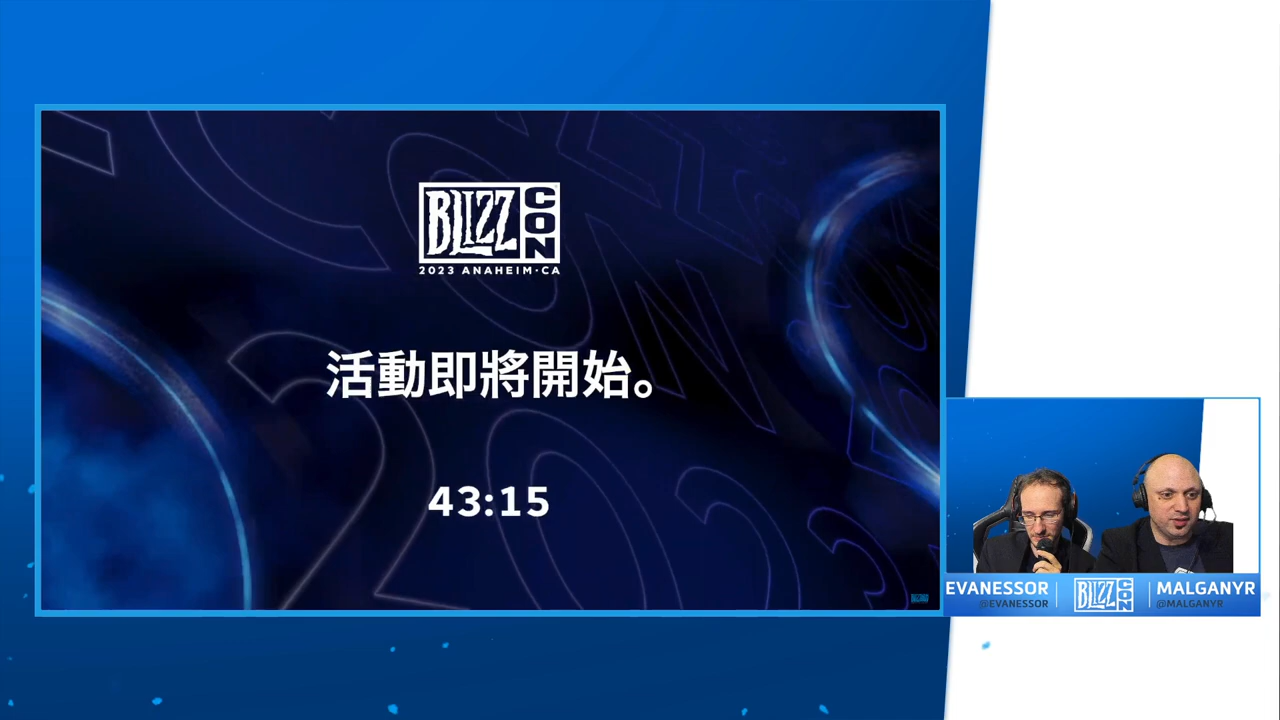 BLIZZ CON
2023 ANAHEIM·CA
活動即將開始。
43:15
EVANESSOR
@EVANESSOR
BLIZZ CON
MALGANYR
@MALGANYR